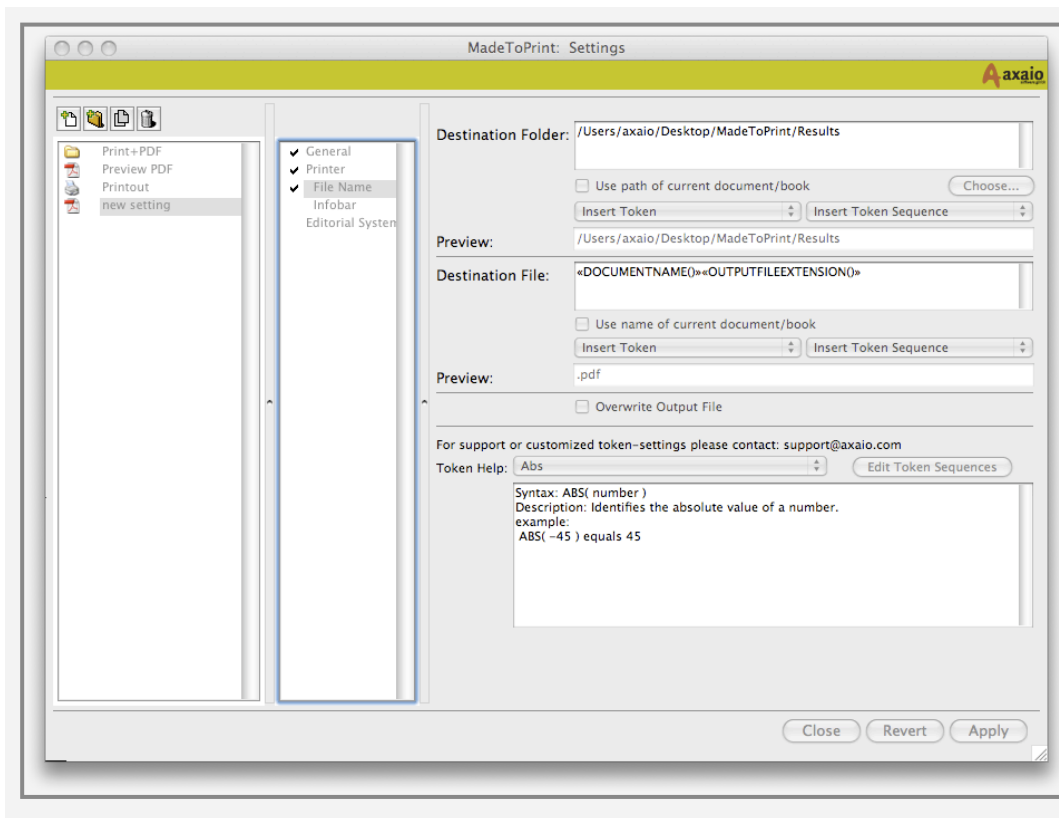 MadeToPrint: Settings
axaio
Print+PDF
Preview PDF
Printout
new setting
General
Printer
File Name
Infobar
Editorial System
Destination Folder:
/Users/axaio/Desktop/MadeToPrint/Results
Use path of current document/book
Choose...
Insert Token
Insert Token Sequence
Preview:
/Users/axaio/Desktop/MadeToPrint/Results
Destination File:
«DOCUMENTNAME()»«OUTPUTFILEEXTENSION()»
Use name of current document/book
Insert Token
Insert Token Sequence
Preview:
.pdf
Overwrite Output File
For support or customized token-settings please contact: support@axaio.com
Token Help:
Abs
Edit Token Sequences
Syntax: ABS( number )
Description: Identifies the absolute value of a number.
example:
ABS( -45 ) equals 45
Close
Revert
Apply